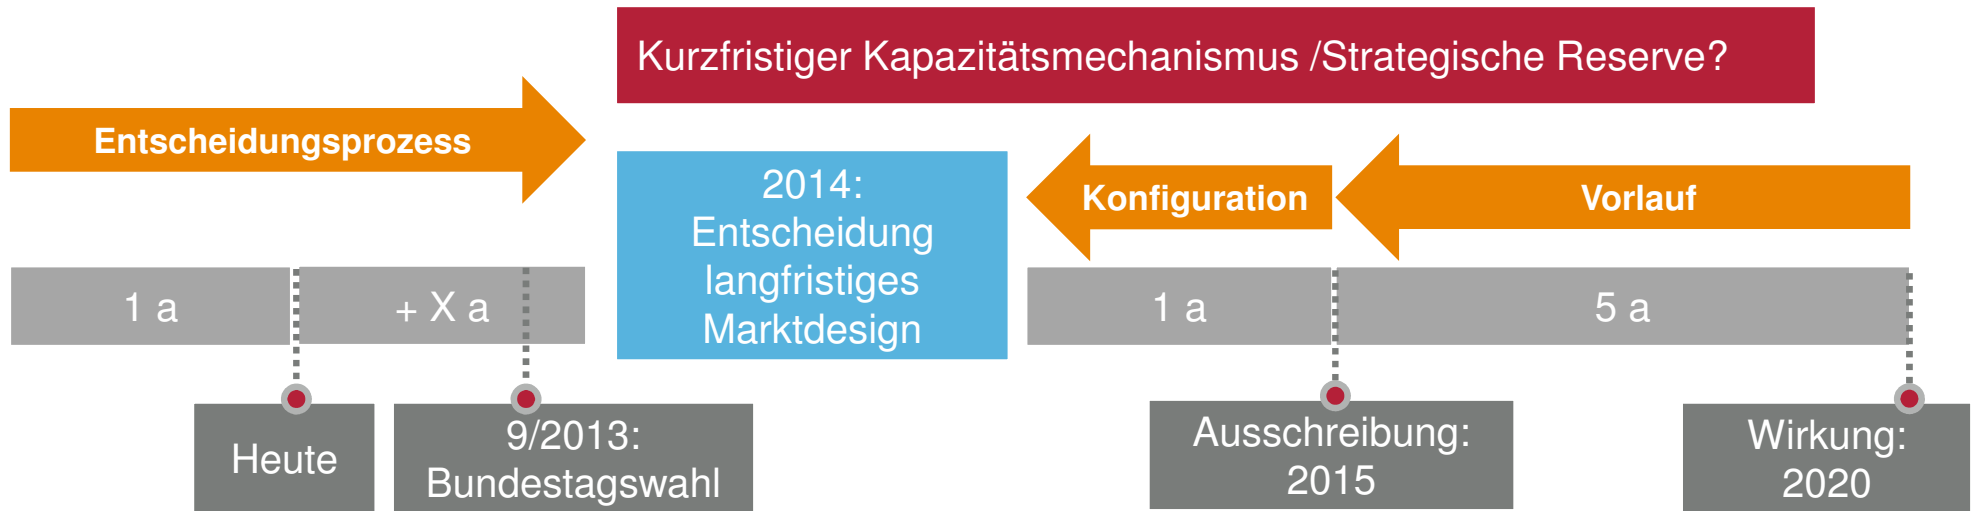 Kurzfristiger Kapazitätsmechanismus /Strategische Reserve?
Entscheidungsprozess
2014:
Entscheidung
langfristiges
Marktdesign
Konfiguration
Vorlauf
1 a
+ X a
1 a
5 a
Heute
9/2013:
Bundestagswahl
Ausschreibung:
2015
Wirkung:
2020